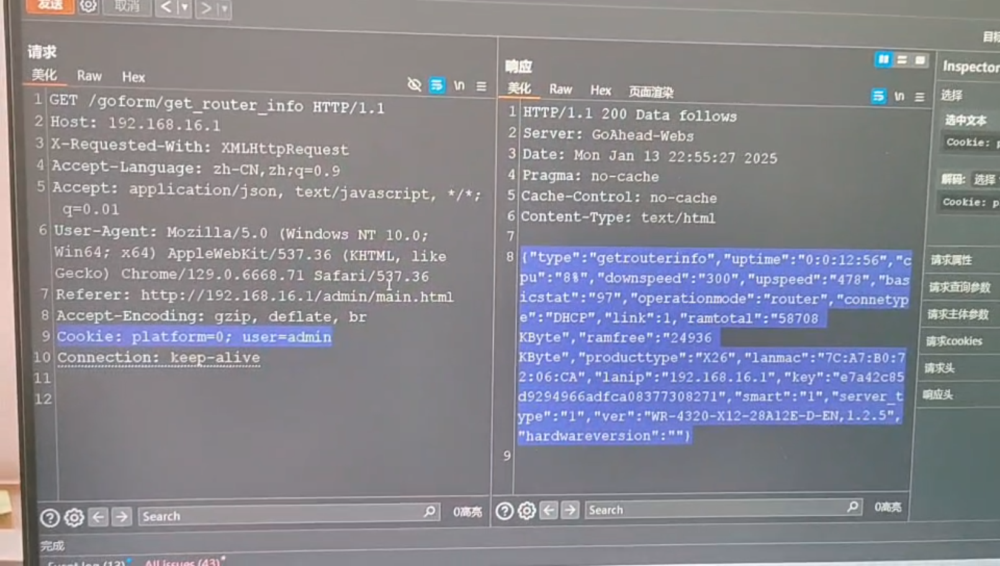 发送
取消
目标
请求
美化 Raw Hex
\n
1 GET /goform/get_router_info HTTP/1.1
2 Host: 192.168.16.1
3 X-Requested-With: XMLHttpRequest
4 Accept-Language: zh-CN,zh;q=0.9
5 Accept: application/json, text/javascript, */*;
q=0.01
6 User-Agent: Mozilla/5.0 (Windows NT 10.0;
Win64; x64) AppleWebKit/537.36 (KHTML, like
Gecko) Chrome/129.0.6668.71 Safari/537.36
7 Referer: http://192.168.16.1/admin/main.html
8 Accept-Encoding: gzip, deflate, br
9 Cookie: platform=0; user=admin
10 Connection: keep-alive
11
12
Search 0高亮
响应
美化 Raw Hex 页面渲染
\n
1 HTTP/1.1 200 Data follows
2 Server: GoAhead-Webs
3 Date: Mon Jan 13 22:55:27 2025
4 Pragma: no-cache
5 Cache-Control: no-cache
6 Content-Type: text/html
7
8 {"type":"getrouterinfo","uptime":"0:0:12:56","c
pu":"8%","downspeed":"300","upspeed":"478","bas
icstat":"97","operationmode":"router","connetyp
e":"DHCP","link":1,"ramtotal":"58708
KByte","ramfree":"24936
KByte","producttype":"X26","lanmac":"7C:A7:B0:7
2:06:CA","lanip":"192.168.16.1","key":"e7a42c85
d9294966adfca08377308271","smart":"1","server_t
ype":"1","ver":"WR-4320-X12-28A12E-D-EN,1.2.5",
"hardwareversion":""}
9
Search 0高亮
Inspector
选择
选中文本
Cookie: p
解码: 选择
Cookie: p
请求属性
请求查询参数
请求主体参数
请求cookies
请求头
响应头
完成
Event log (13) All issues (43)